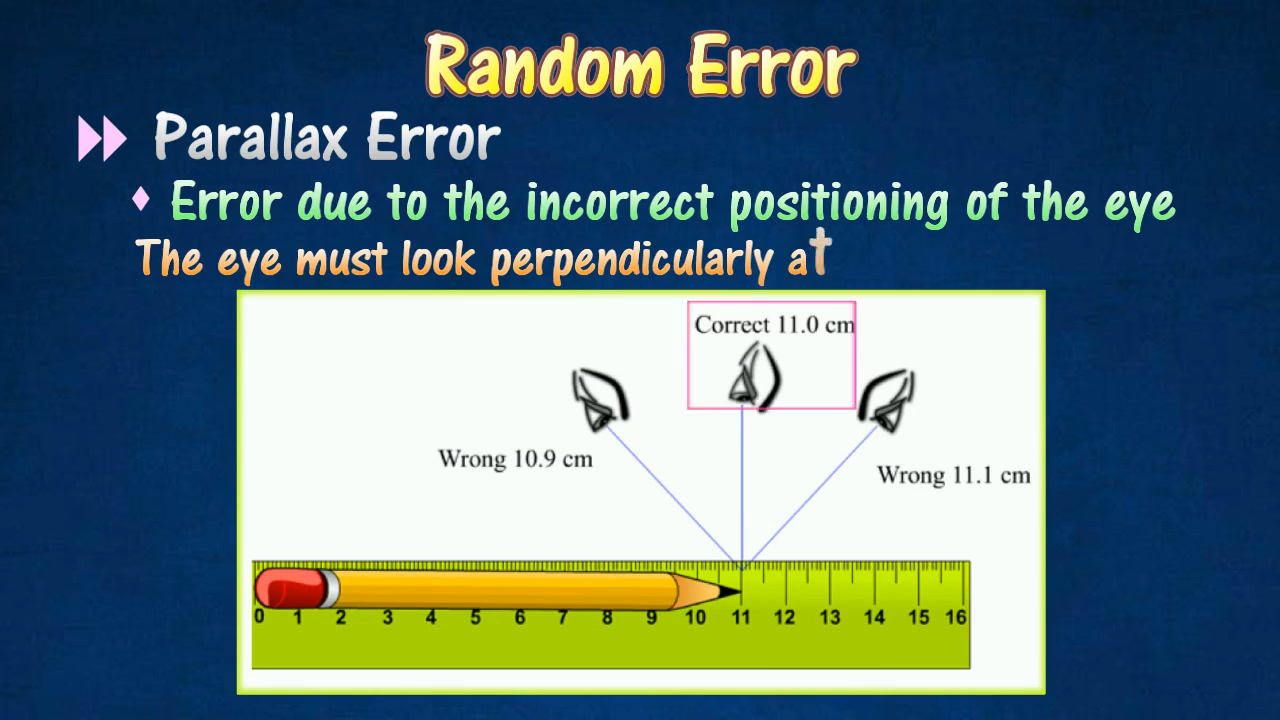 Random Error
Parallax Error
Error due to the incorrect positioning of the eye
The eye must look perpendicularly at
Correct 11.0 cm
Wrong 10.9 cm
Wrong 11.1 cm
0 1 2 3 4 5 6 7 8 9 10 11 12 13 14 15 16